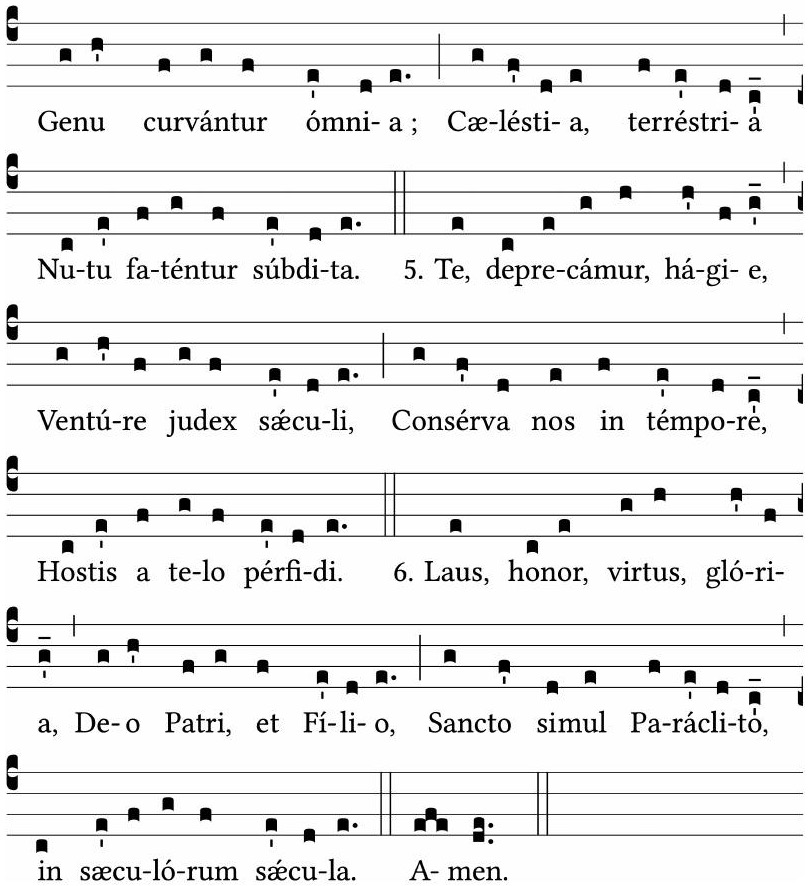 Genu curvántur ómni- a ; Cæ-lésti- a, terréstri- a
Nu-tu fa-téntur súbdi-ta. 5. Te, depre-cámur, há-gi- e,
Ventú-re judex sǽcu-li, Consérva nos in témpo-re,
Hostis a te-lo pérfi-di. 6. Laus, honor, virtus, gló-ri-
a, De- o Patri, et Fí-li- o, Sancto simul Pa-rácli-to,
in sæcu-ló-rum sǽcu-la. A- men.